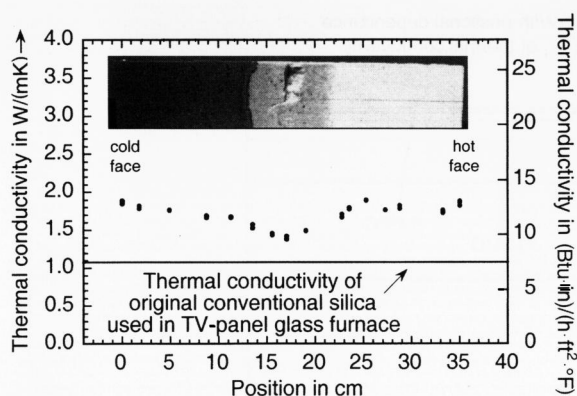 Thermal conductivity in W/(mK) →
4.0
3.5
3.0
2.5
2.0
1.5
1.0
0.5
0.0
cold
face
hot
face
Thermal conductivity of
original conventional silica
used in TV-panel glass furnace
0 5 10 15 20 25 30 35 40
Position in cm
25
20
15
10
5
0
Thermal conductivity in (Btu·lin)/(h·ft²·°F)